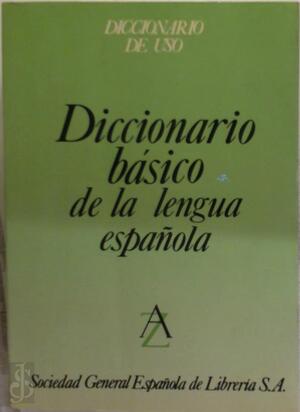 DICCIONARIO
DE USO
Diccionario
básico
de la lengua
española
A
Z
Sociedad General Española de Librería S.A.